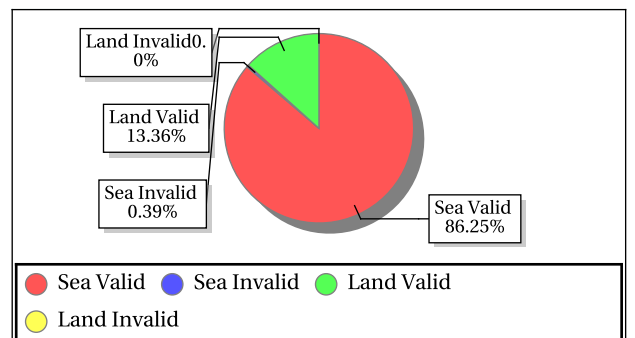 Land Invalid0.
0%
Land Valid
13.36%
Sea Invalid
0.39%
Sea Valid
86.25%
Sea Valid Sea Invalid Land Valid
Land Invalid